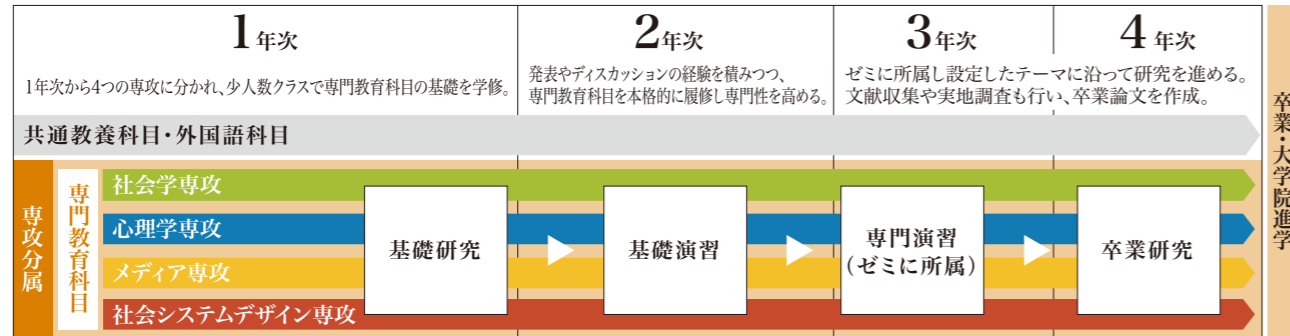 1年次
1年次から4つの専攻に分かれ、少人数クラスで専門教育科目の基礎を学修。
2年次
発表やディスカッションの経験を積みつつ、
専門教育科目を本格的に履修し専門性を高める。
3年次
4年次
ゼミに所属し設定したテーマに沿って研究を進める。
文献収集や実地調査も行い、卒業論文を作成。
共通教養科目・外国語科目
専攻分属
専門教育科目
社会学専攻
心理学専攻
メディア専攻
社会システムデザイン専攻
基礎研究
基礎演習
専門演習
（ゼミに所属）
卒業研究
卒業・大学院進学